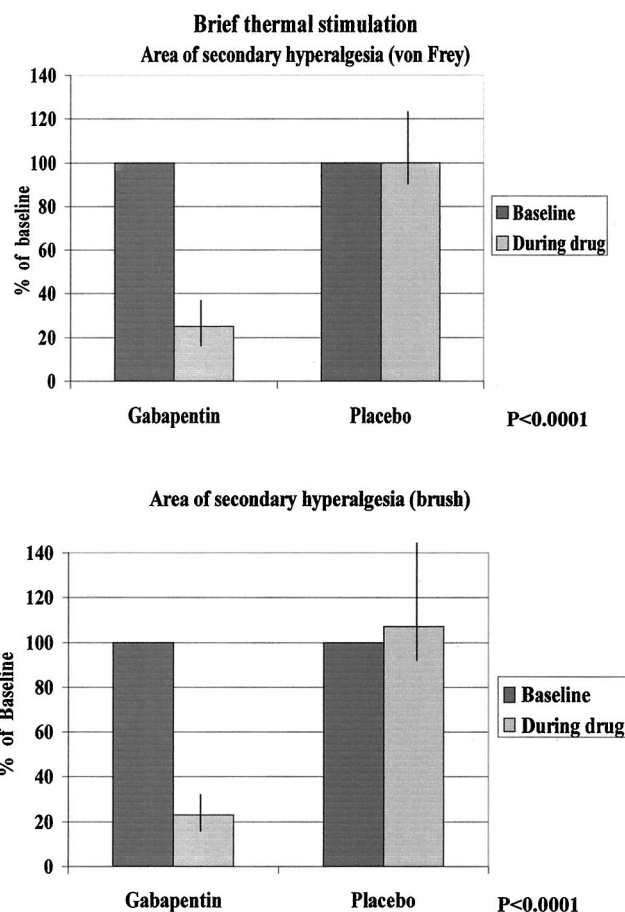 Brief thermal stimulation
Area of secondary hyperalgesia (von Frey)
140
120
100
80
60
40
20
0
% of baseline
Baseline
During drug
Gabapentin
Placebo
P<0.0001
Area of secondary hyperalgesia (brush)
140
120
100
80
60
40
20
0
% of Baseline
Baseline
During drug
Gabapentin
Placebo
P<0.0001